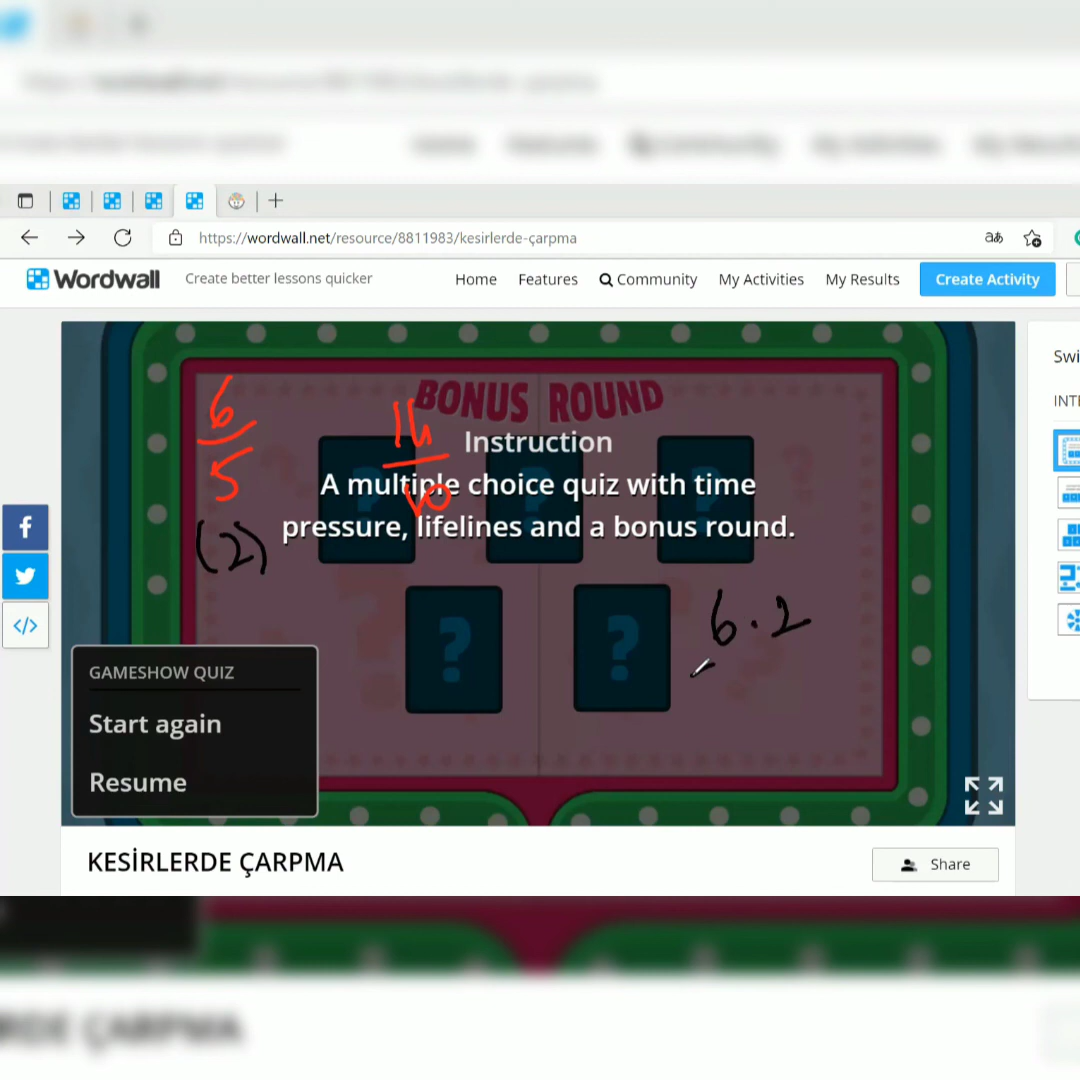 https://wordwall.net/resource/8811983/kesirlerde-çarpma
Wordwall
Create better lessons quicker
Home Features Community My Activities My Results Create Activity
BONUS ROUND
6
5
14
10
(2)
Instruction
A multiple choice quiz with time
pressure, lifelines and a bonus round.
? ?
6.2
GAMESHOW QUIZ
Start again
Resume
KESİRLERDE ÇARPMA
Share